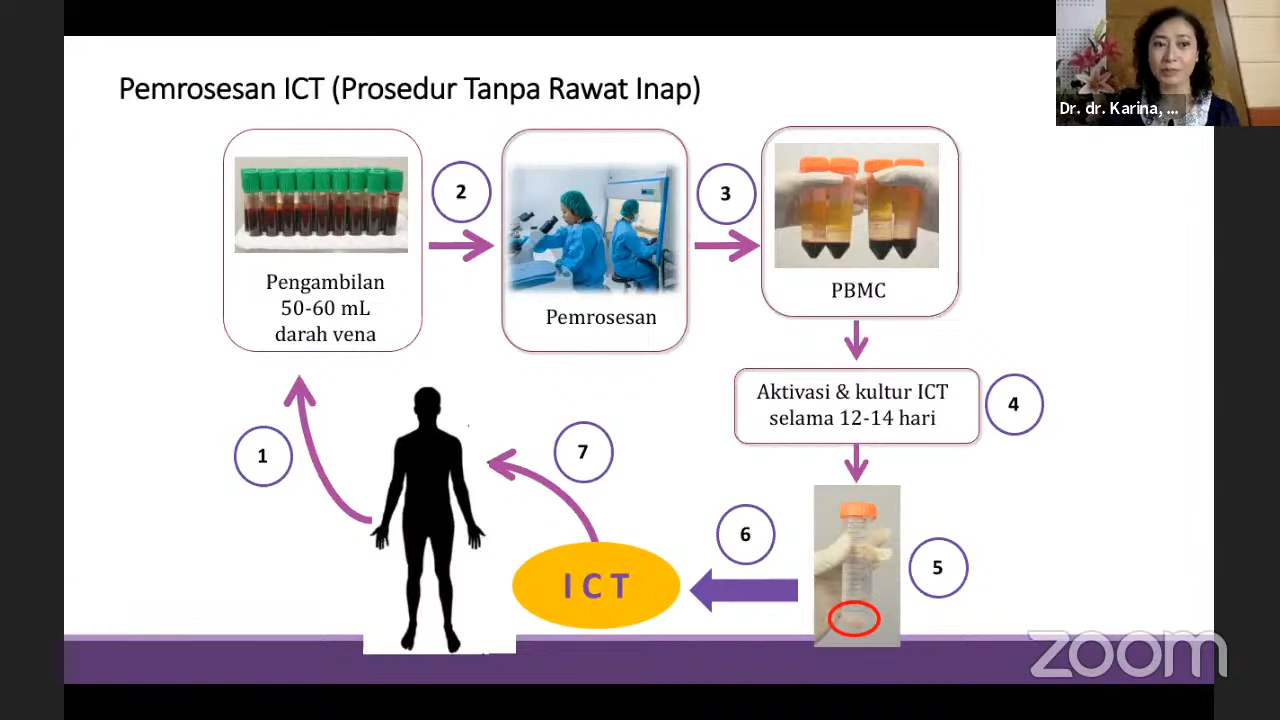 Pemrosesan ICT (Prosedur Tanpa Rawat Inap)
Dr. dr. Karina, ...
Pengambilan
50-60 mL
darah vena
2
Pemrosesan
3
PBMC
Aktivasi & kultur ICT
selama 12-14 hari
4
1
7
6
5
I C T
zoom